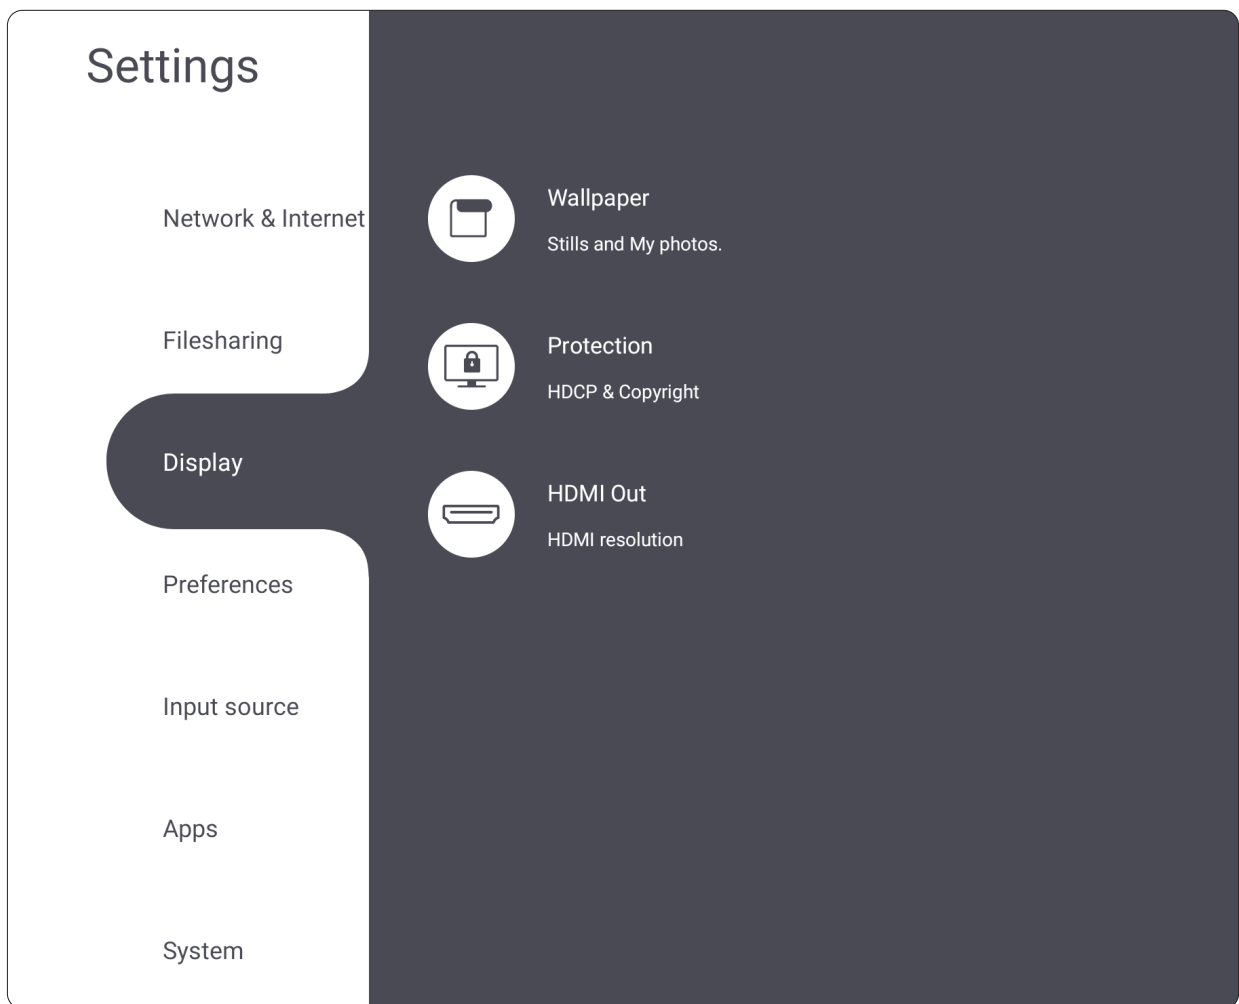 Settings
Network & Internet
Filesharing
Display
Preferences
Input source
Apps
System
Wallpaper
Stills and My photos.
Protection
HDCP & Copyright
HDMI Out
HDMI resolution